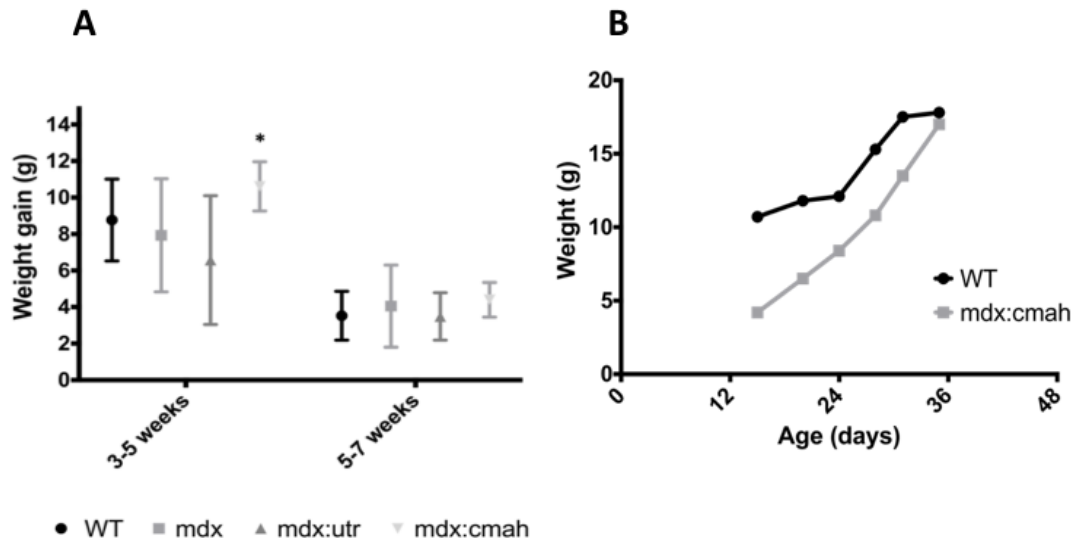 A
Weight gain (g)
14
12
10
8
6
4
2
0
*
3-5 weeks
5-7 weeks
WT
mdx
mdx:utr
mdx:cmah
B
Weight (g)
20
15
10
5
0
0
12
24
36
48
Age (days)
WT
mdx:cmah